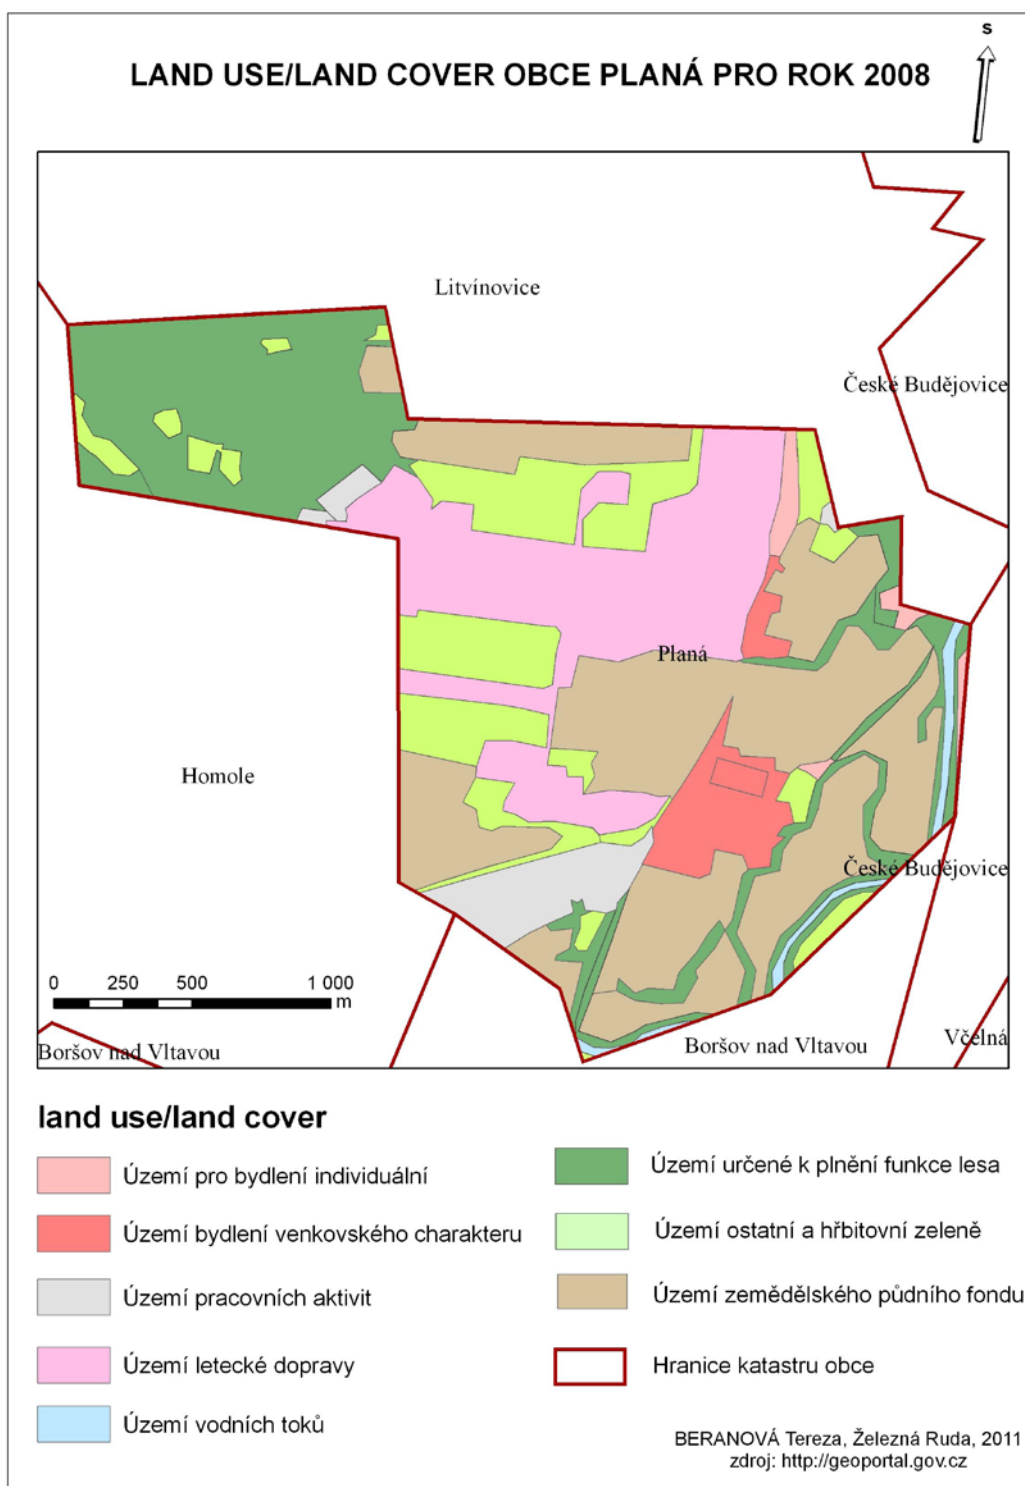 S
LAND USE/LAND COVER OBCE PLANÁ PRO ROK 2008
Litvínovice
České Budějovice
Planá
Homole
České Budějovice
0 250 500 1 000
m
Boršov nad Vltavou
Boršov nad Vltavou
Včelná
land use/land cover
Území pro bydlení individuální
Území bydlení venkovského charakteru
Území pracovních aktivit
Území letecké dopravy
Území vodních toků
Území určené k plnění funkce lesa
Území ostatní a hřbitovní zeleně
Území zemědělského půdního fondu
Hranice katastru obce
BERANOVÁ Tereza, Železná Ruda, 2011
zdroj: http://geoportal.gov.cz